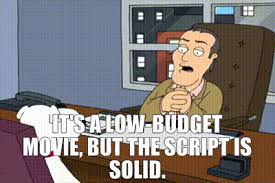 IT'S A LOW-BUDGET
MOVIE, BUT THE SCRIPT IS
SOLID.